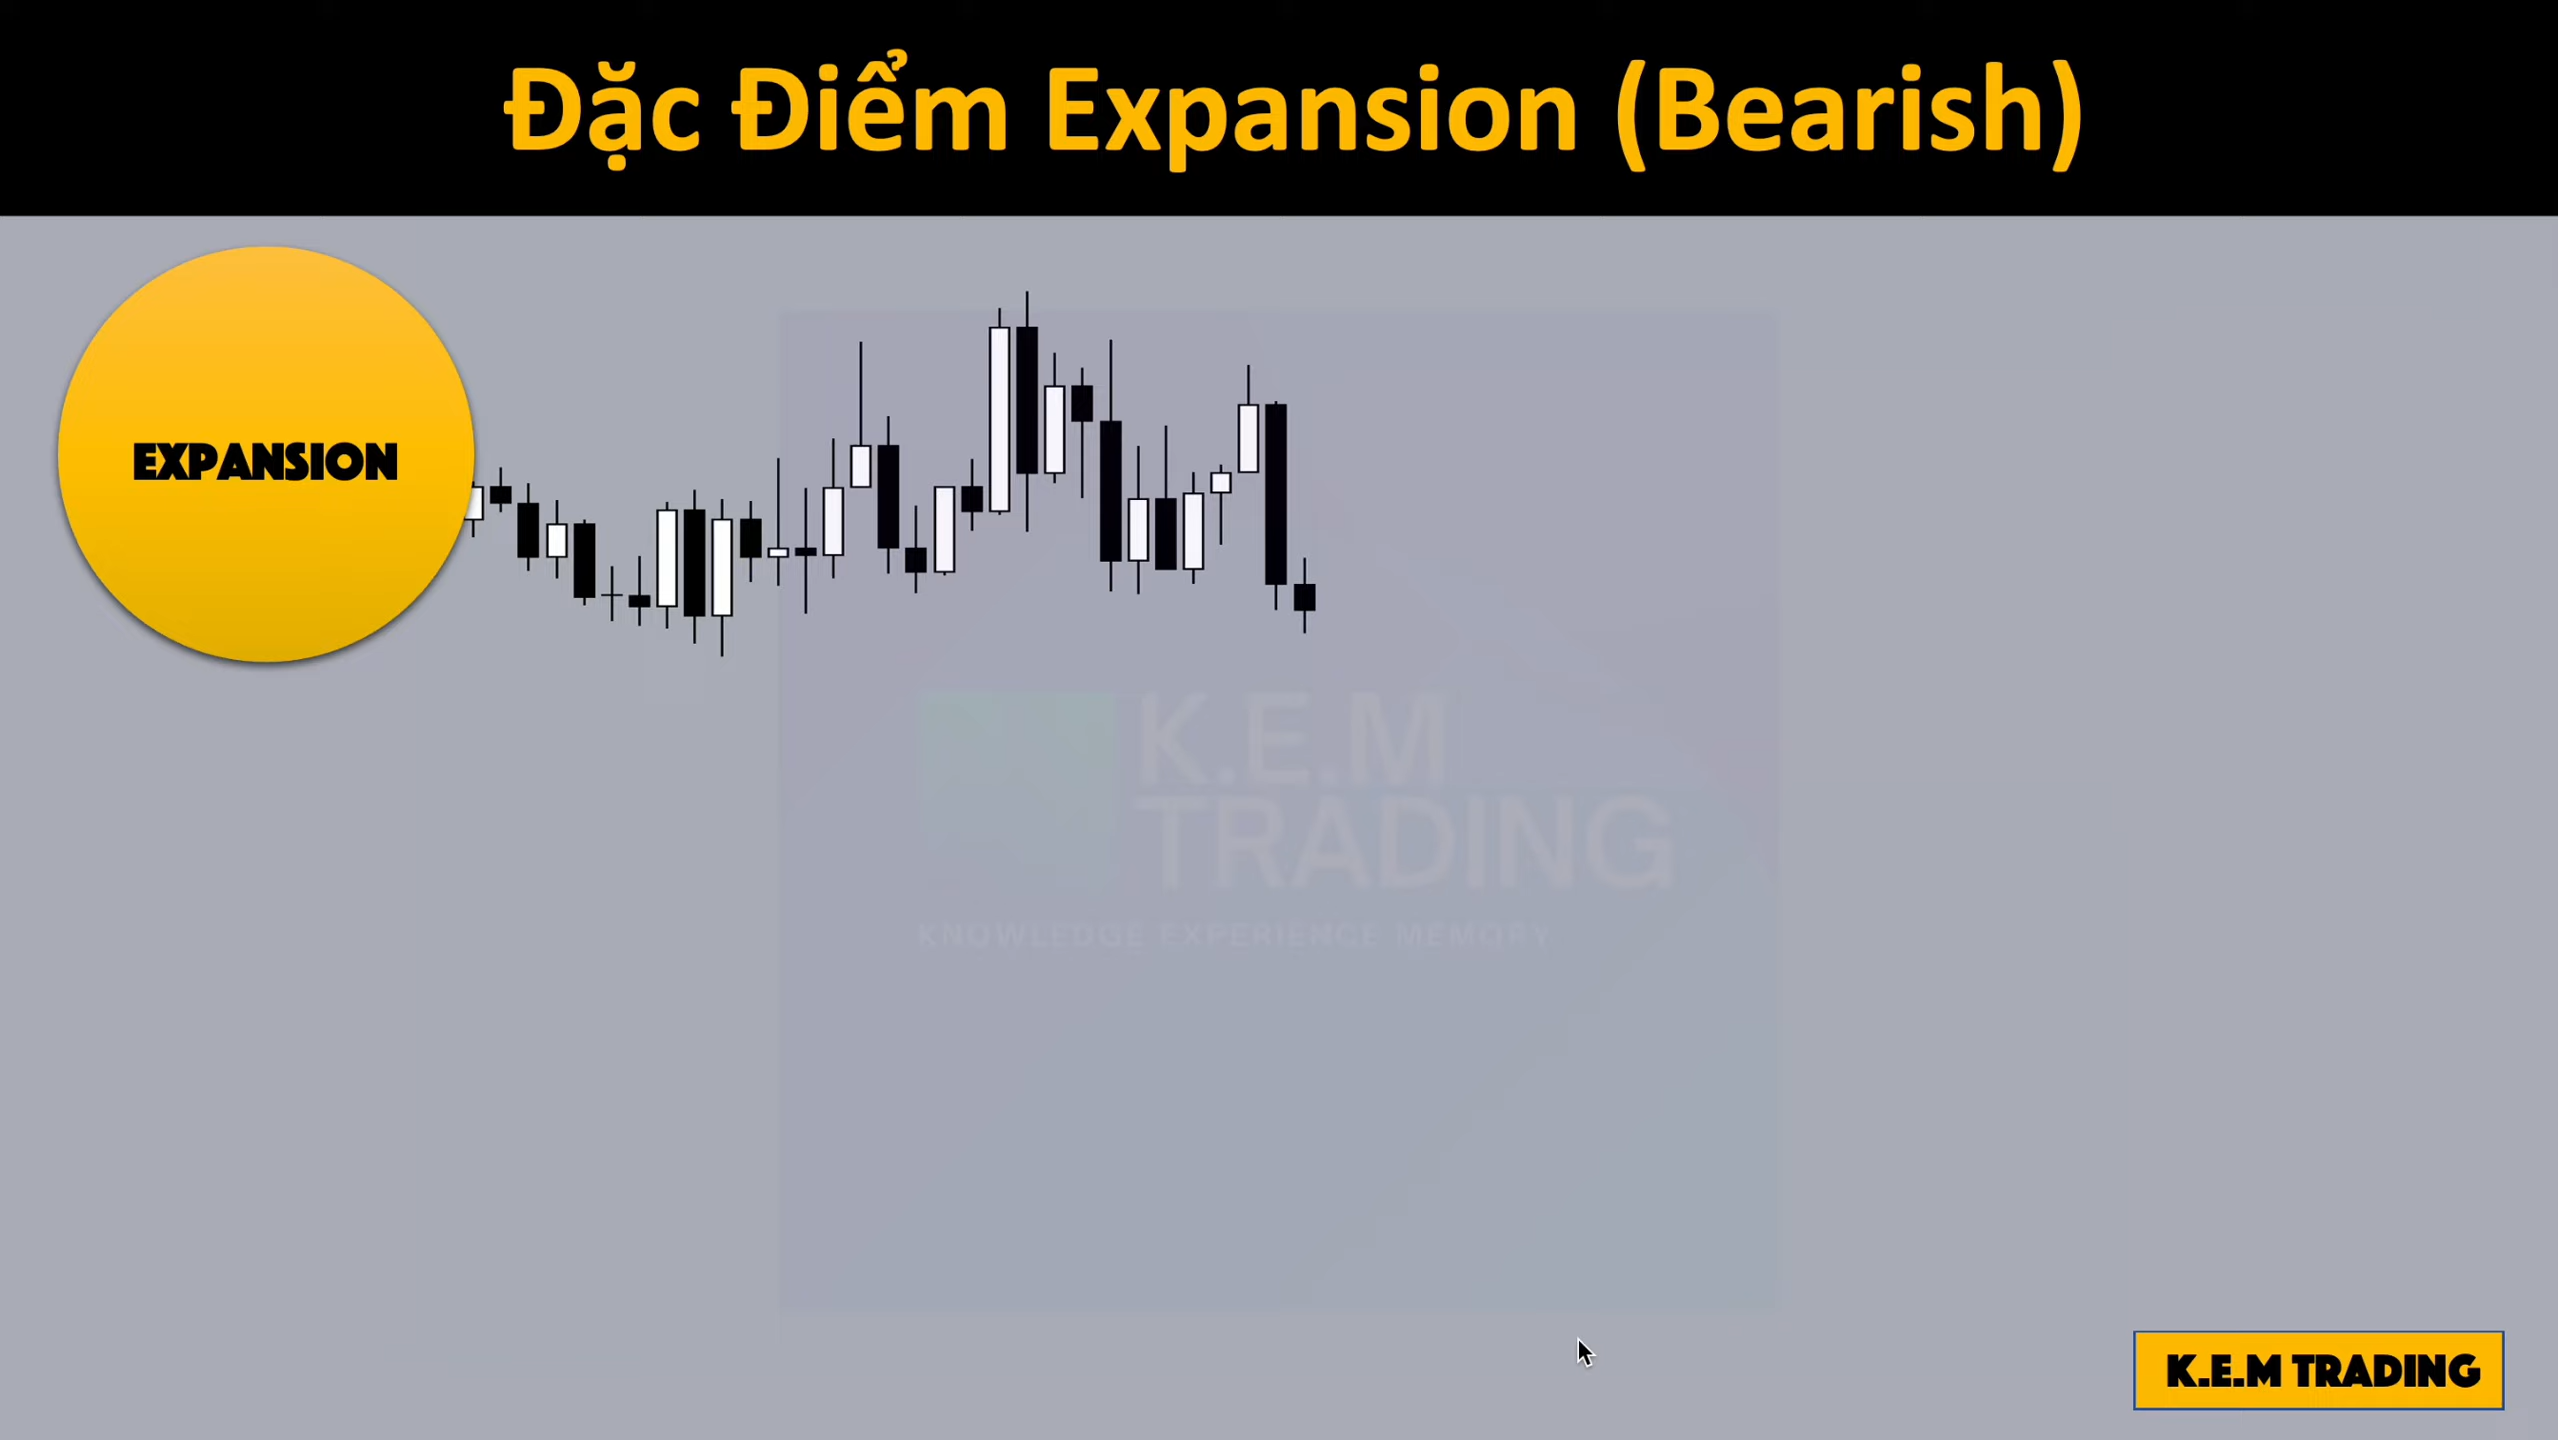 Đặc Điểm Expansion (Bearish)
EXPANSION
K.E.M
TRADING
KNOWLEDGE EXPERIENCE MEMORY
K.E.M TRADING